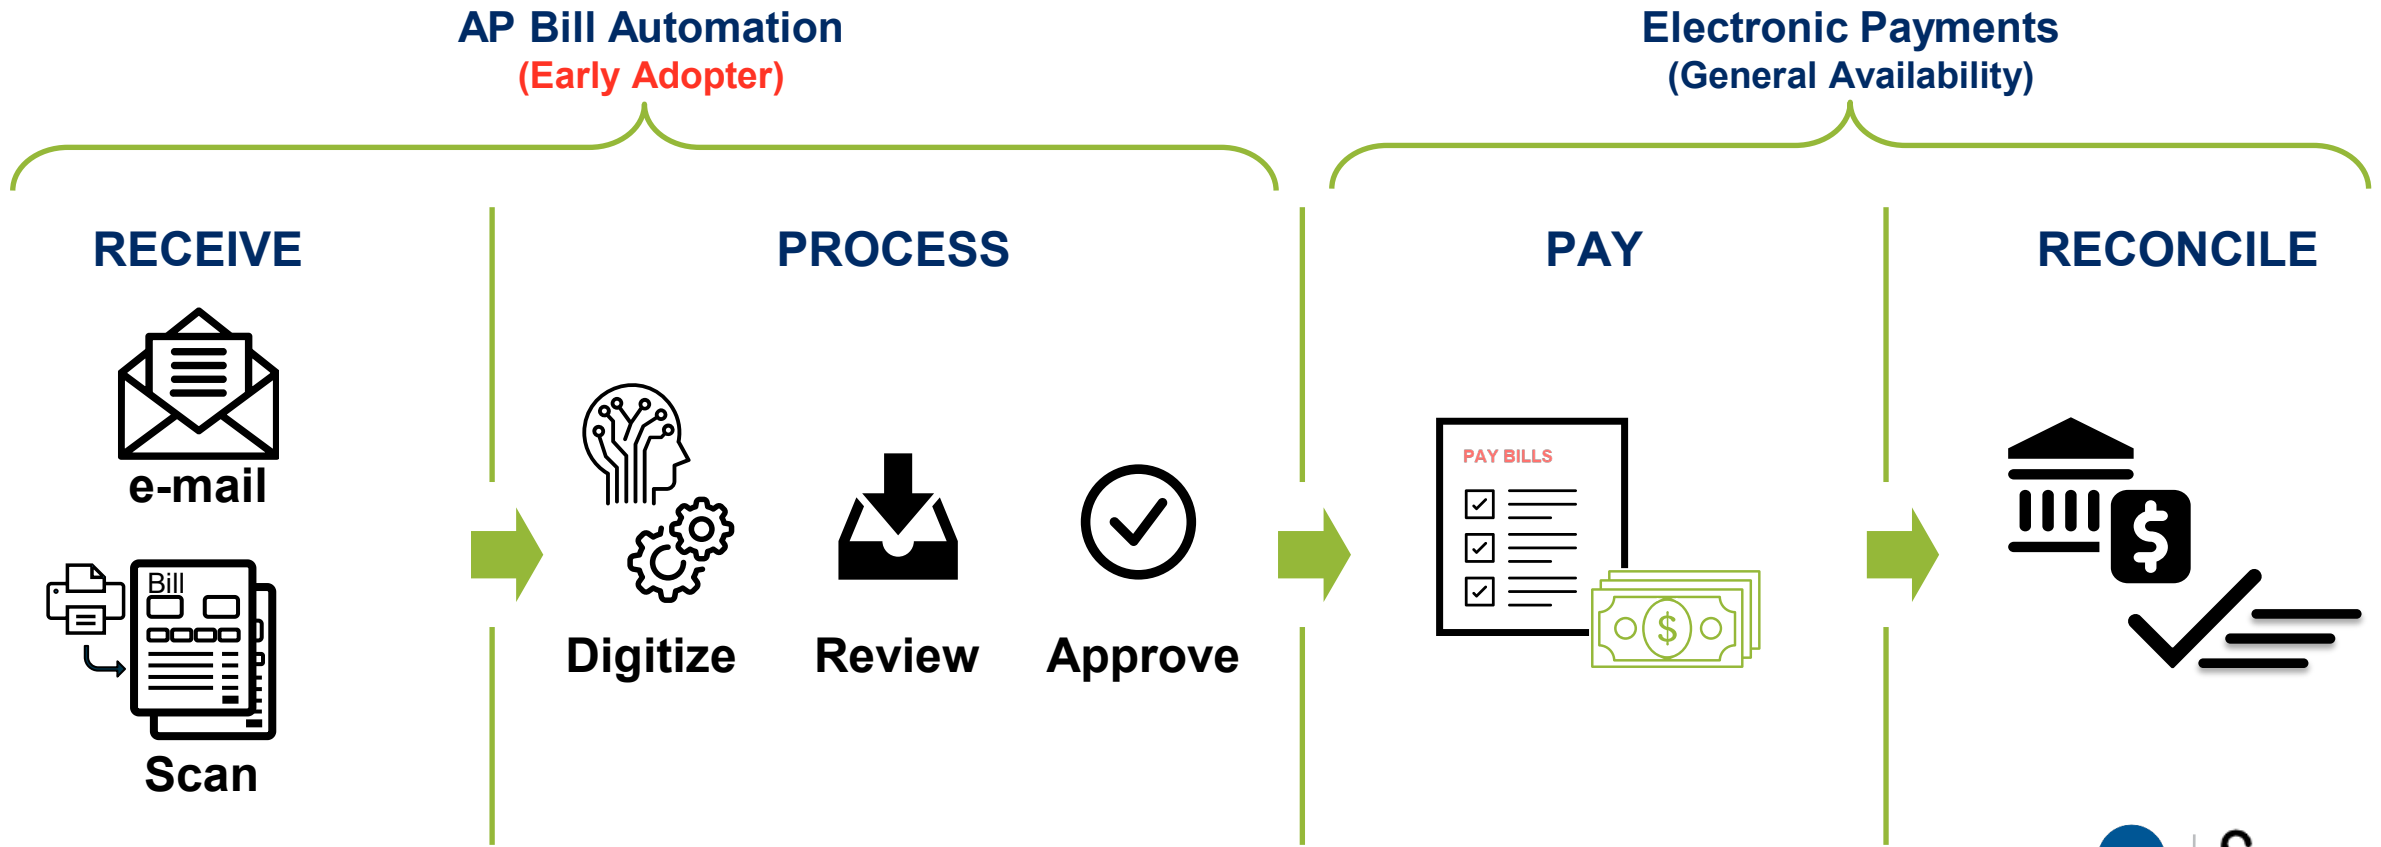 AP Bill Automation
(Early Adopter)
Electronic Payments
(General Availability)
RECEIVE
PROCESS
PAY
RECONCILE
e-mail
Bill
Scan
Digitize
Review
Approve
PAY BILLS
$
$